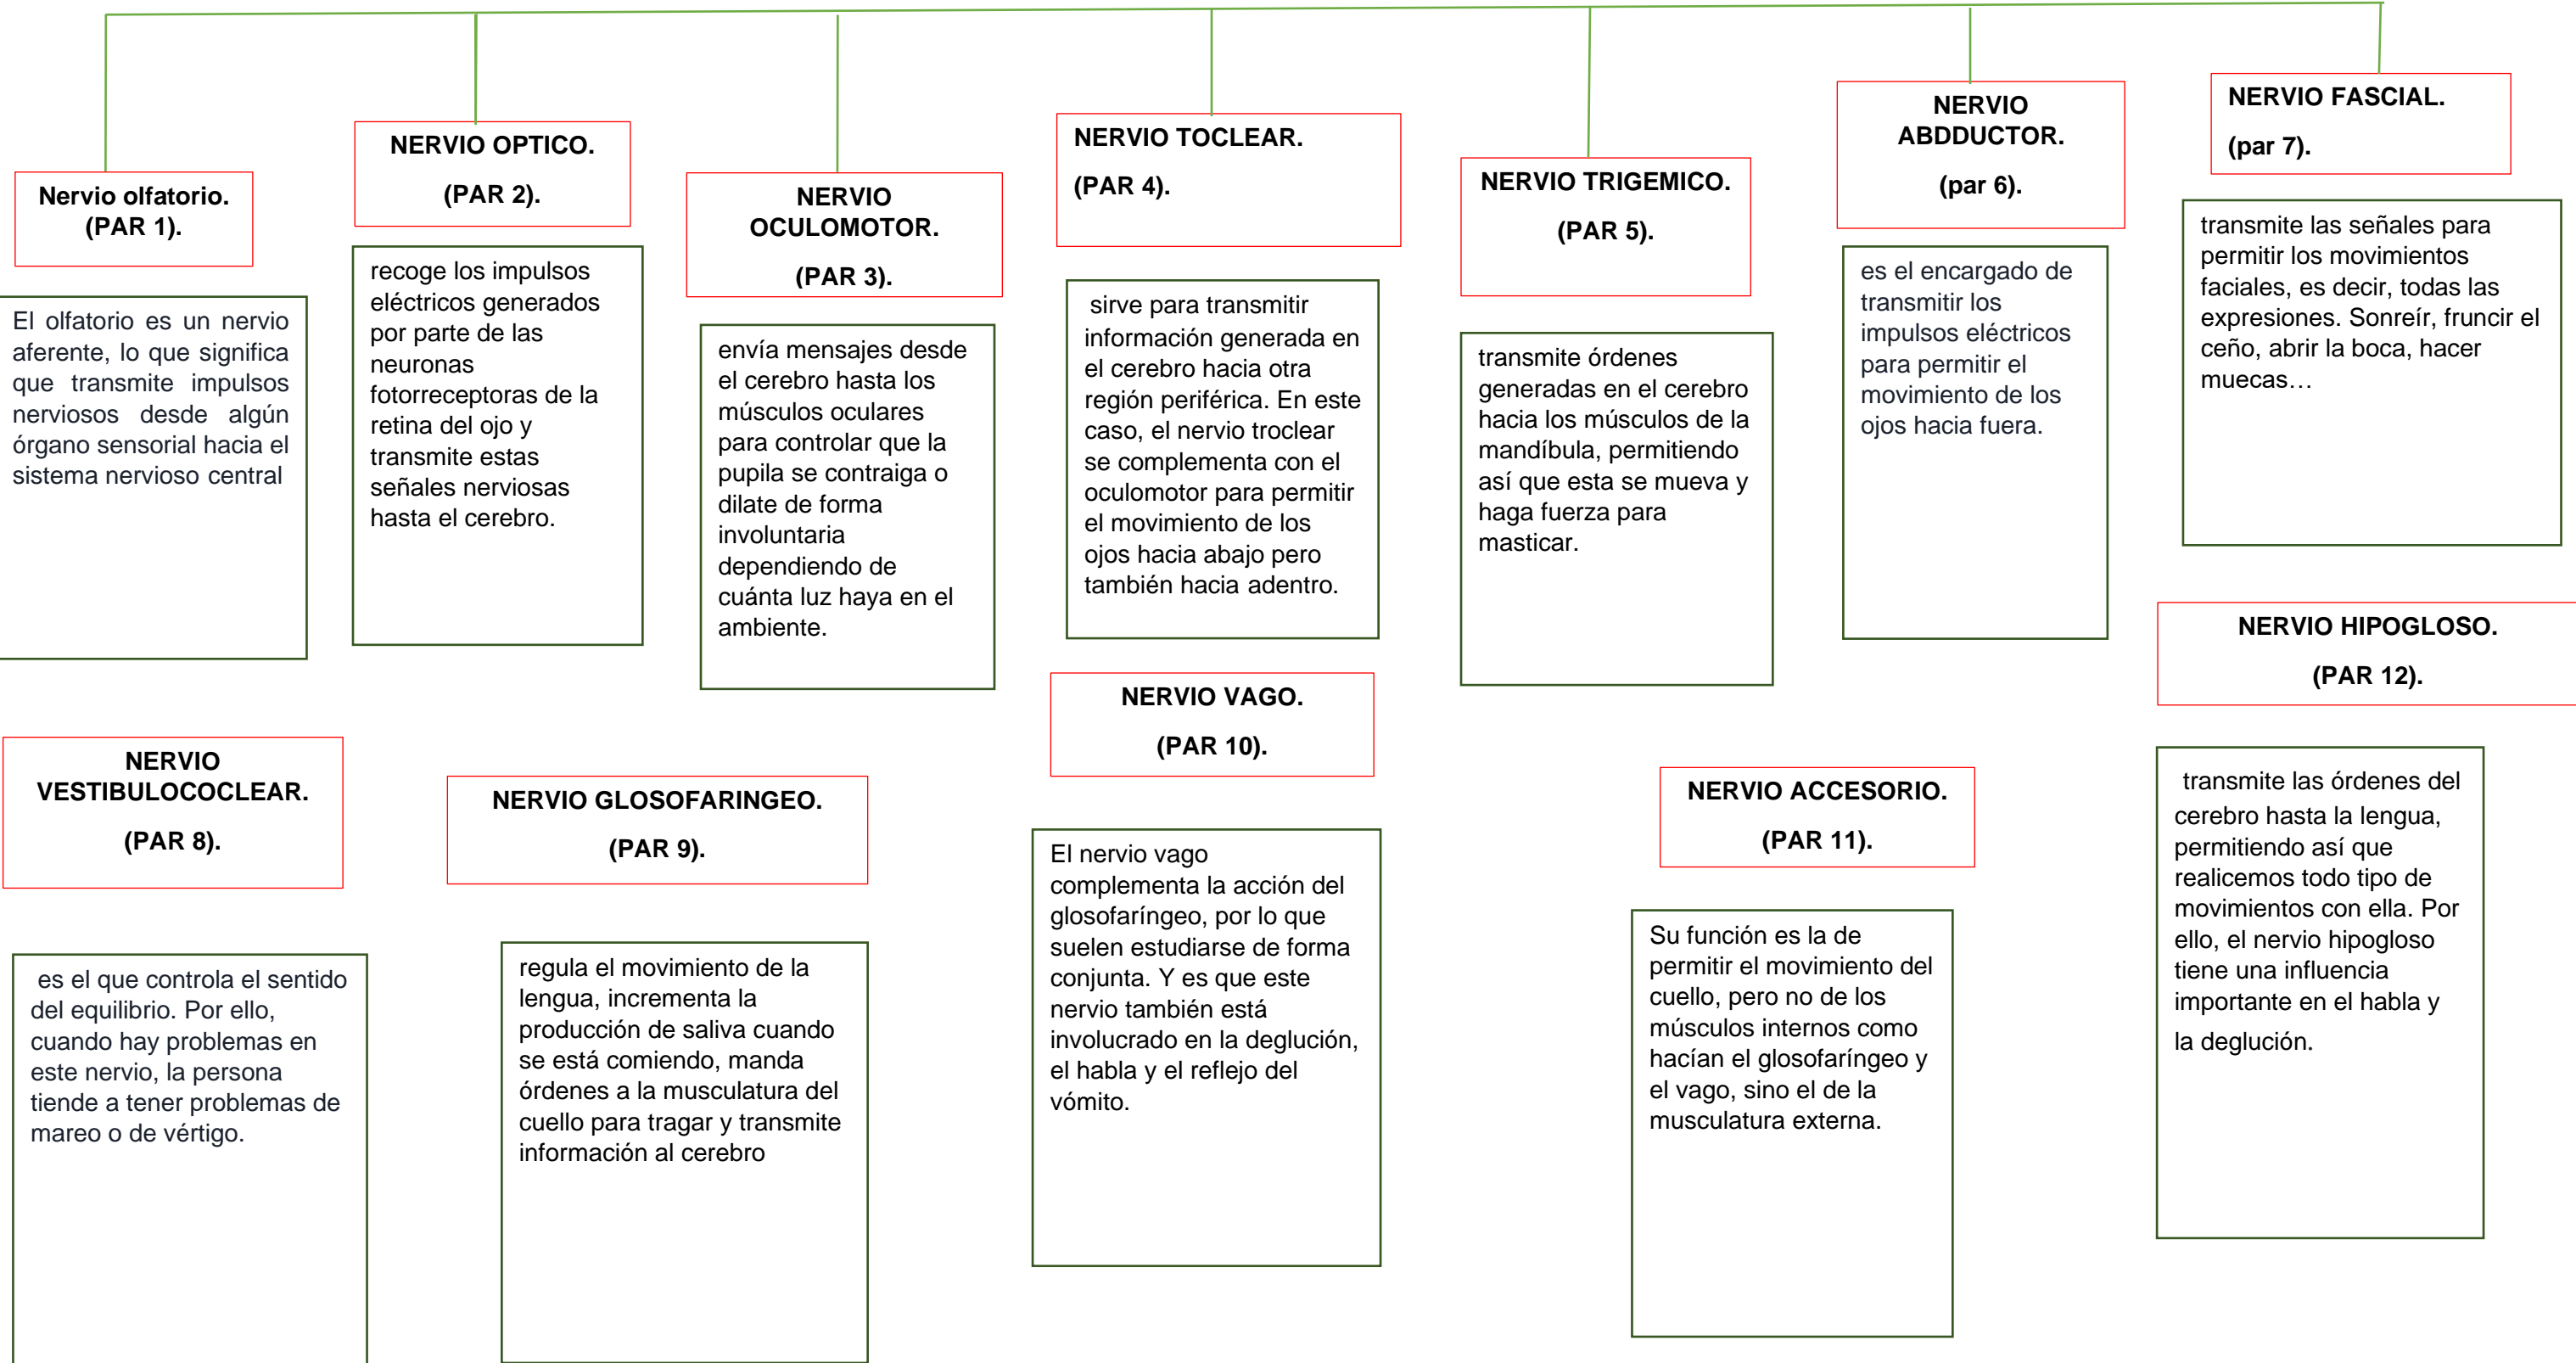 Nervio olfatorio.
(PAR 1).
El olfatorio es un nervio
aferente, lo que significa
que transmite impulsos
nerviosos desde algún
órgano sensorial hacia el
sistema nervioso central
NERVIO OPTICO.
(PAR 2).
recoge los impulsos
eléctricos generados
por parte de las
neuronas
fotorreceptoras de la
retina del ojo y
transmite estas
señales nerviosas
hasta el cerebro.
NERVIO
OCULOMOTOR.
(PAR 3).
envía mensajes desde
el cerebro hasta los
músculos oculares
para controlar que la
pupila se contraiga o
dilate de forma
involuntaria
dependiendo de
cuánta luz haya en el
ambiente.
NERVIO TOCLEAR.
(PAR 4).
sirve para transmitir
información generada en
el cerebro hacia otra
región periférica. En este
caso, el nervio troclear
se complementa con el
oculomotor para permitir
el movimiento de los
ojos hacia abajo pero
también hacia adentro.
NERVIO TRIGEMICO.
(PAR 5).
transmite órdenes
generadas en el cerebro
hacia los músculos de la
mandíbula, permitiendo
así que esta se mueva y
haga fuerza para
masticar.
NERVIO
ABDDUCTOR.
(par 6).
es el encargado de
transmitir los
impulsos eléctricos
para permitir el
movimiento de los
ojos hacia fuera.
NERVIO FASCIAL.
(par 7).
transmite las señales para
permitir los movimientos
faciales, es decir, todas las
expresiones. Sonreír, fruncir el
ceño, abrir la boca, hacer
muecas…
NERVIO
VESTIBULOCOCLEAR.
(PAR 8).
es el que controla el sentido
del equilibrio. Por ello,
cuando hay problemas en
este nervio, la persona
tiende a tener problemas de
mareo o de vértigo.
NERVIO GLOSOFARINGEO.
(PAR 9).
regula el movimiento de la
lengua, incrementa la
producción de saliva cuando
se está comiendo, manda
órdenes a la musculatura del
cuello para tragar y transmite
información al cerebro
NERVIO VAGO.
(PAR 10).
El nervio vago
complementa la acción del
glosofaríngeo, por lo que
suelen estudiarse de forma
conjunta. Y es que este
nervio también está
involucrado en la deglución,
el habla y el reflejo del
vómito.
NERVIO ACCESORIO.
(PAR 11).
Su función es la de
permitir el movimiento del
cuello, pero no de los
músculos internos como
hacían el glosofaríngeo y
el vago, sino el de la
musculatura externa.
NERVIO HIPOGLOSO.
(PAR 12).
transmite las órdenes del
cerebro hasta la lengua,
permitiendo así que
realicemos todo tipo de
movimientos con ella. Por
ello, el nervio hipogloso
tiene una influencia
importante en el habla y
la deglución.